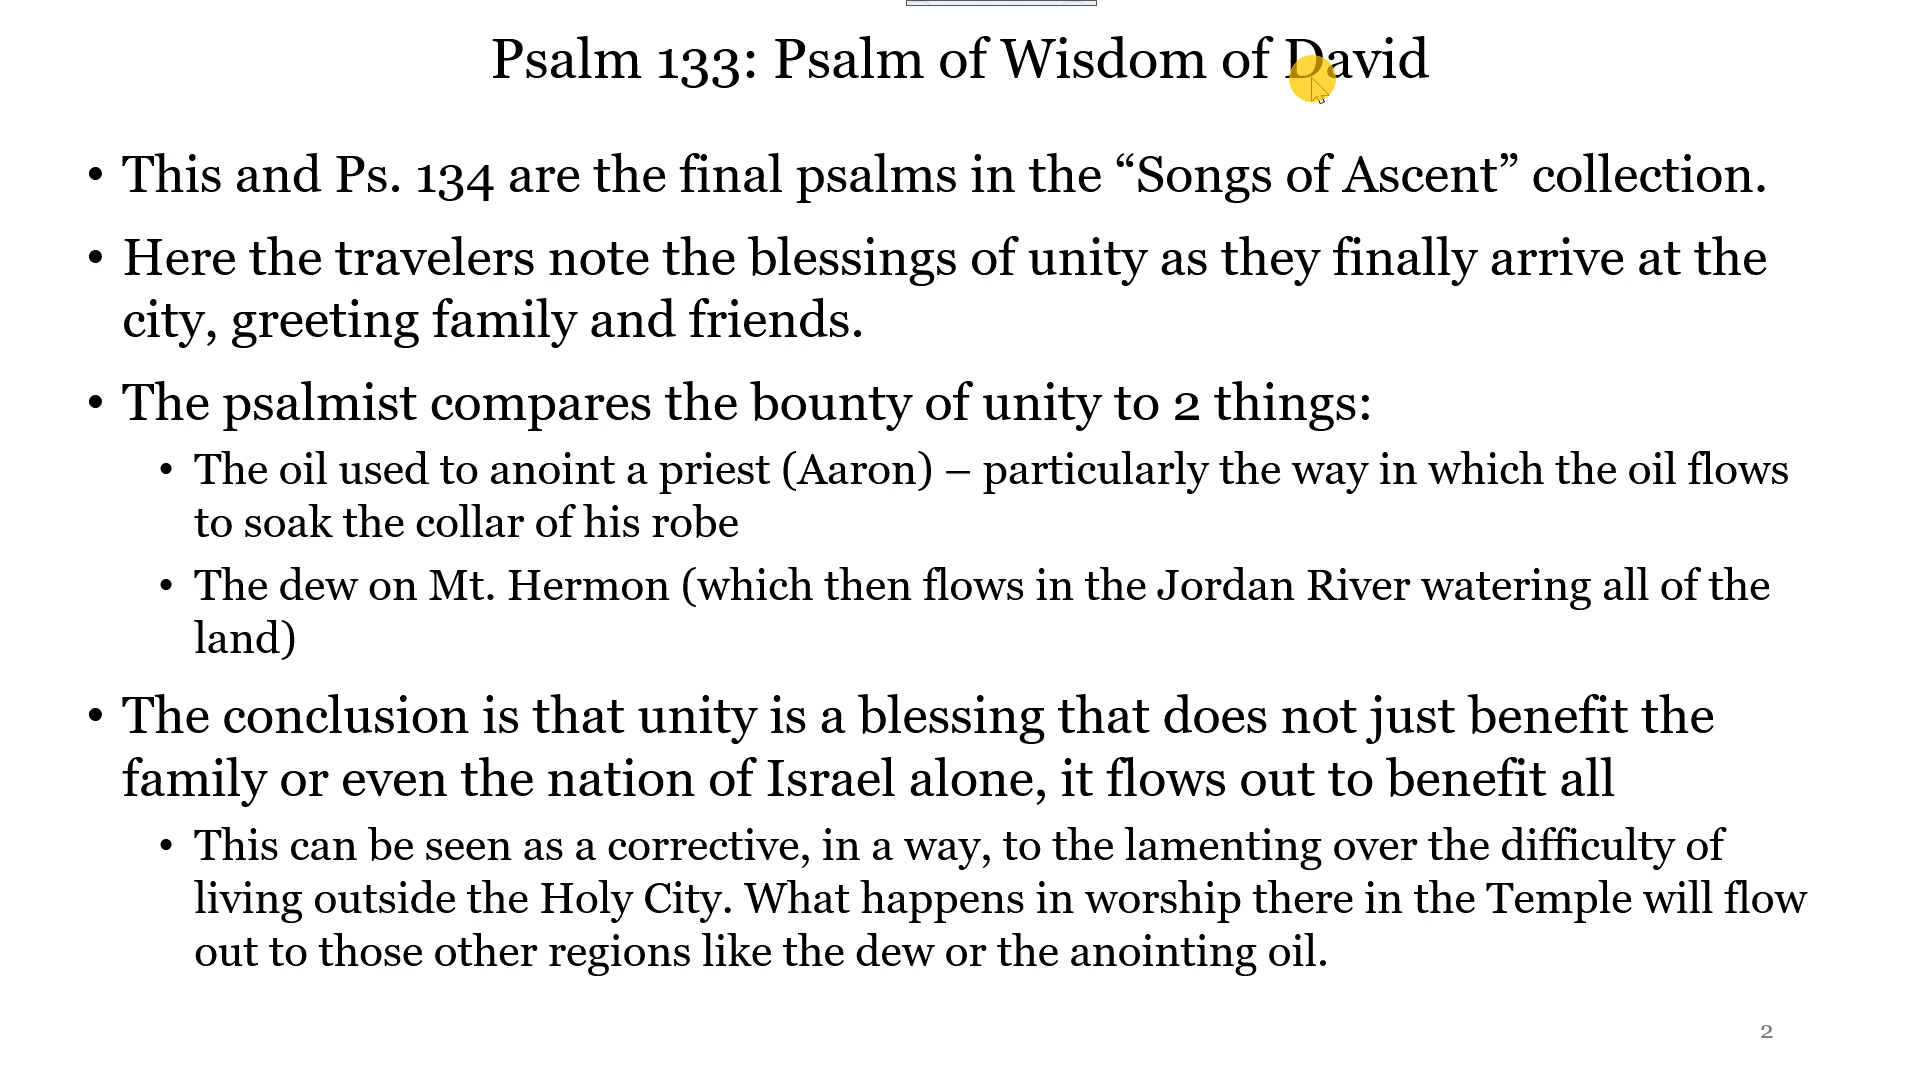 Psalm 133: Psalm of Wisdom of David
• This and Ps. 134 are the final psalms in the “Songs of Ascent” collection.
• Here the travelers note the blessings of unity as they finally arrive at the
city, greeting family and friends.
• The psalmist compares the bounty of unity to 2 things:
• The oil used to anoint a priest (Aaron) – particularly the way in which the oil flows
to soak the collar of his robe
• The dew on Mt. Hermon (which then flows in the Jordan River watering all of the
land)
• The conclusion is that unity is a blessing that does not just benefit the
family or even the nation of Israel alone, it flows out to benefit all
• This can be seen as a corrective, in a way, to the lamenting over the difficulty of
living outside the Holy City. What happens in worship there in the Temple will flow
out to those other regions like the dew or the anointing oil.
2